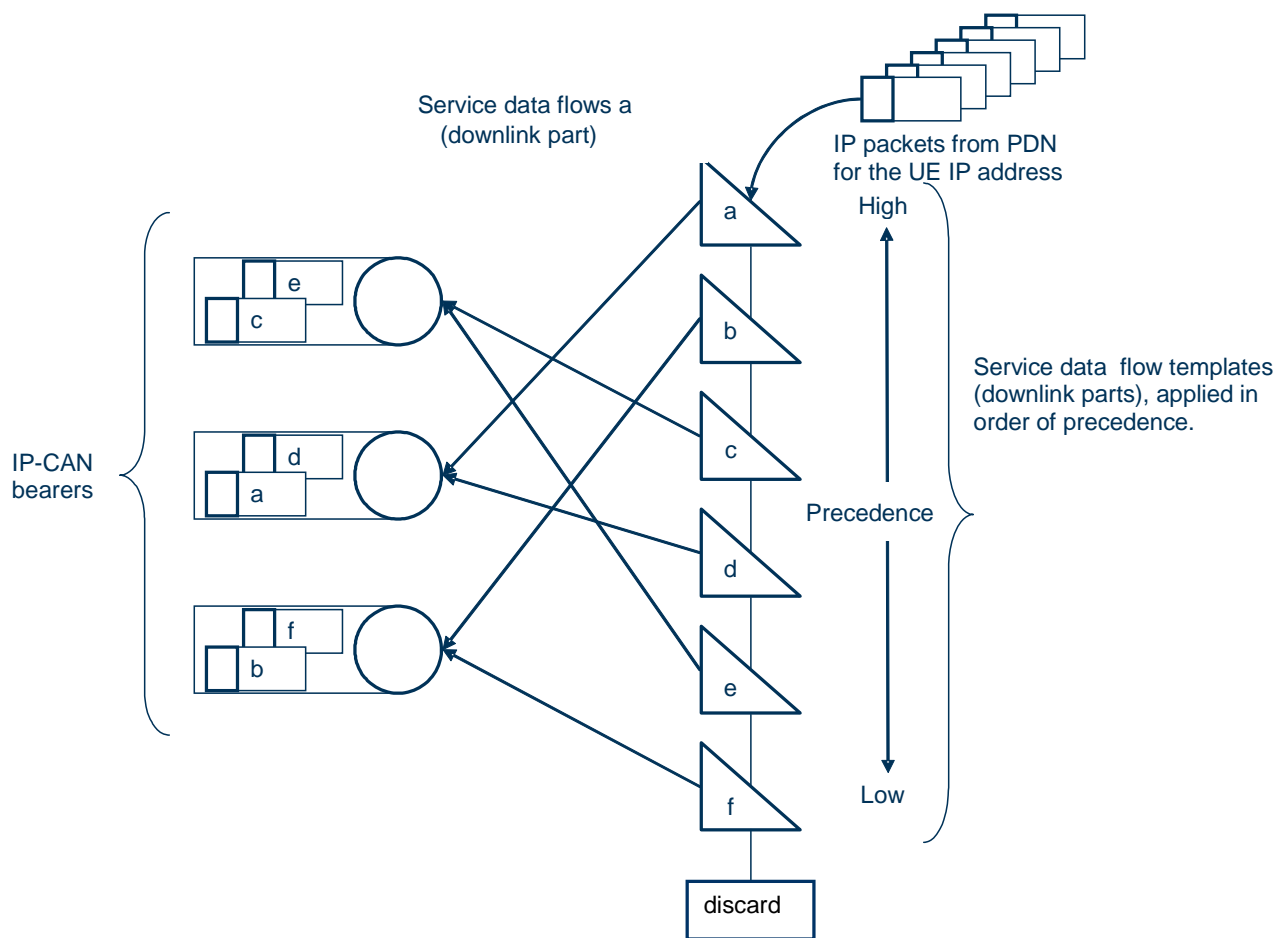 Service data flows a
(downlink part)
IP packets from PDN
for the UE IP address
High
a
e
c
b
Service data flow templates
(downlink parts), applied in
order of precedence.
c
IP-CAN
bearers
d
a
Precedence
d
f
b
e
Low
f
discard